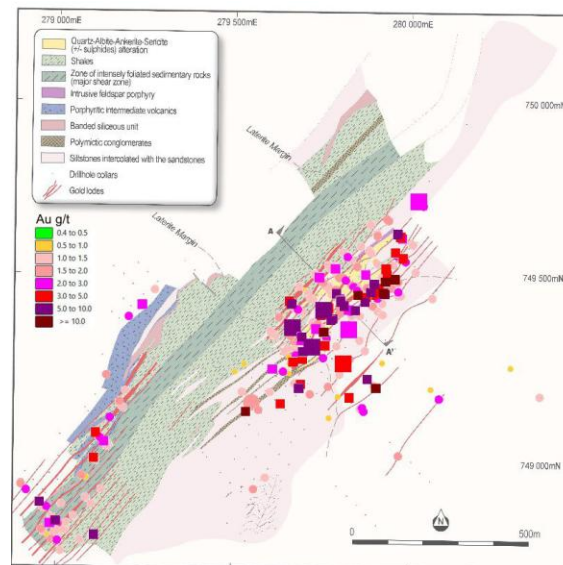 279 000mE
279 500mE
280 000mE
Quartz-Albite-Ankerite-Sericite
(+/- sulphides) alteration
Shales
Zone of intensely foliated sedimentary rocks
(major shear zone)
Intrusive feldspar porphyry
Porphyritic intermediate volcanics
Banded siliceous unit
Polymictic conglomerates
Siltstones intercolated with the sandstones
Drillhole collars
Gold lodes
750 000mN
Laterite Margin
Laterite Margin
A
Au g/t
0.4 to 0.5
0.5 to 1.0
1.0 to 1.5
1.5 to 2.0
2.0 to 3.0
3.0 to 5.0
5.0 to 10.0
>= 10.0
749 500mN
A'
749 000mN
N
0
500m